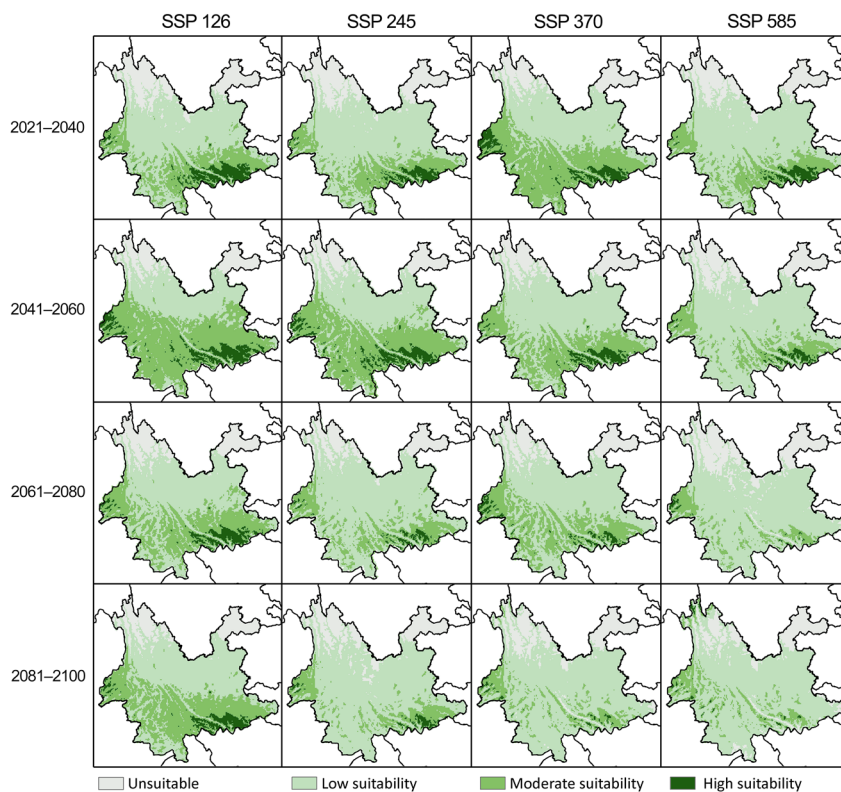 SSP 126 SSP 245 SSP 370 SSP 585
2021–2040
2041–2060
2061–2080
2081–2100
Unsuitable Low suitability Moderate suitability High suitability